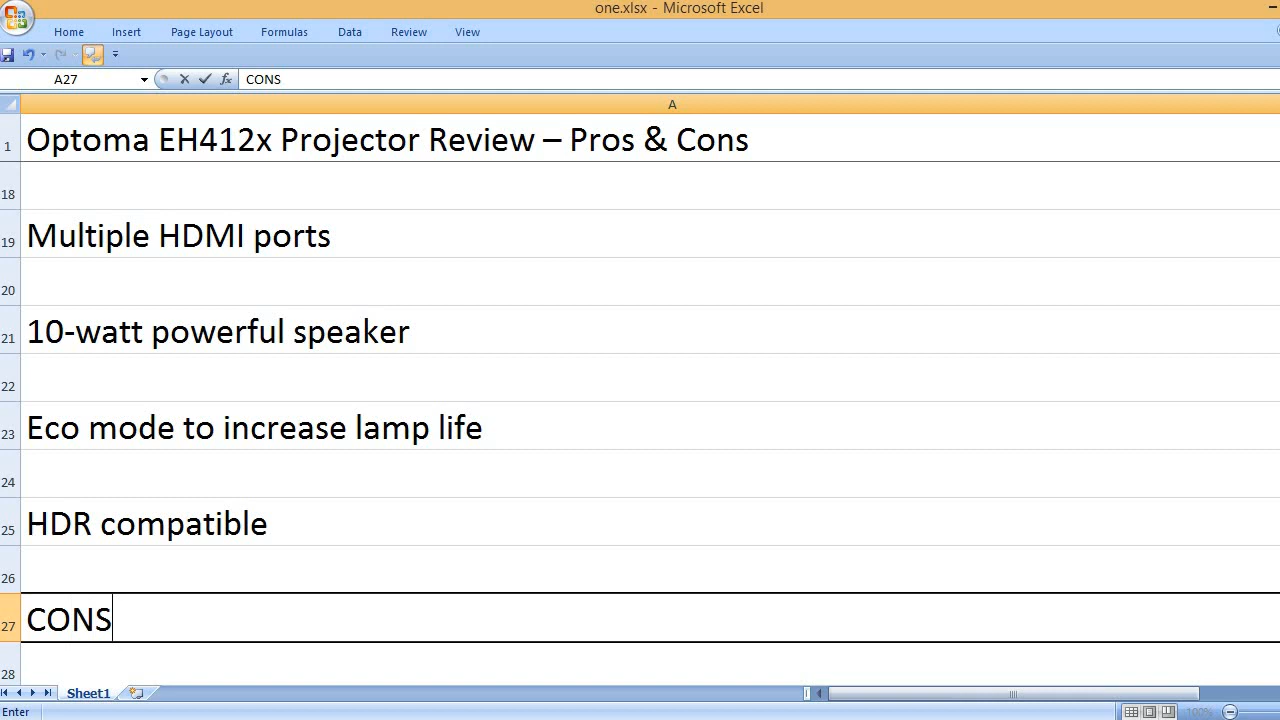 one.xlsx - Microsoft Excel
Home Insert Page Layout Formulas Data Review View
A27 fx CONS
A
1 Optoma EH412x Projector Review – Pros & Cons
18
19 Multiple HDMI ports
20
21 10-watt powerful speaker
22
23 Eco mode to increase lamp life
24
25 HDR compatible
26
27 CONS
28
Sheet1
Enter 100%